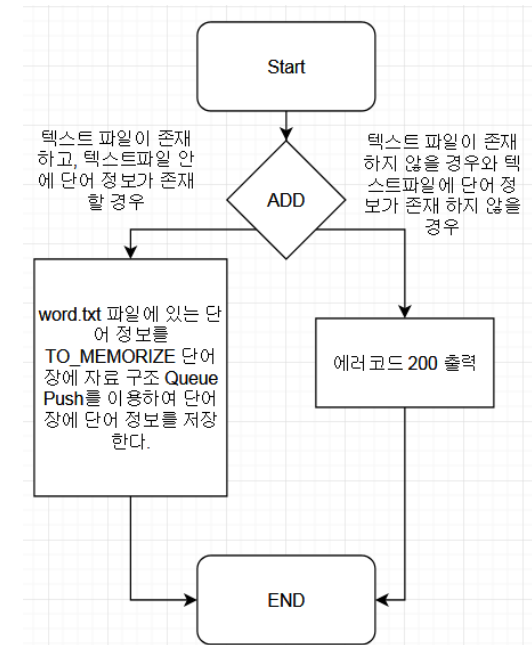 Start
텍스트 파일이 존재
하고, 텍스트파일 안
에 단어 정보가 존재
할 경우
텍스트 파일이 존재
하지 않을 경우와 텍
스트파일에 단어 정
보가 존재 하지 않을
경우
ADD
word.txt 파일에 있는 단
어 정보를
TO_MEMORIZE 단어
장에 자료 구조 Queue
Push를 이용하여 단어
장에 단어 정보를 저장
한다.
에러코드 200 출력
END